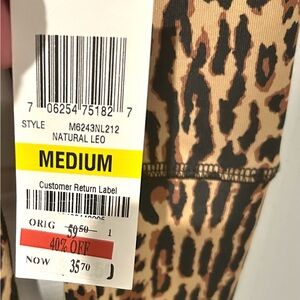 7 06254 75182 7
STYLE M6243NL212
NATURAL LEO
MEDIUM
Customer Return Label
ORIG 59.50 1
40% OFF
NOW 35.70